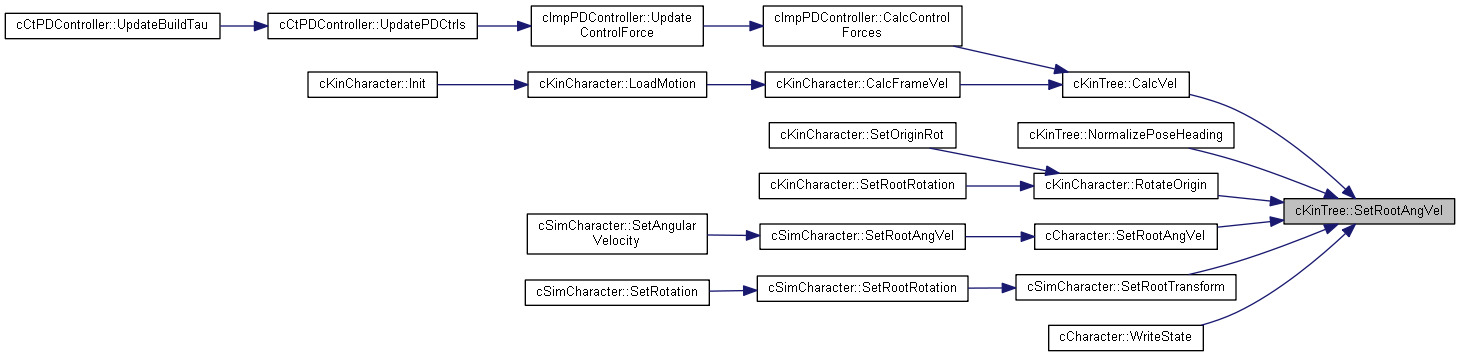 cCtPDController::UpdateBuildTau
cCtPDController::UpdatePDCtrls
cImpPDController::Update
ControlForce
cImpPDController::CalcControl
Forces
cKinCharacter::Init
cKinCharacter::LoadMotion
cKinCharacter::CalcFrameVel
cKinTree::CalcVel
cKinCharacter::SetOriginRot
cKinTree::NormalizePoseHeading
cKinCharacter::SetRootRotation
cKinCharacter::RotateOrigin
cKinTree::SetRootAngVel
cSimCharacter::SetAngular
Velocity
cSimCharacter::SetRootAngVel
cCharacter::SetRootAngVel
cSimCharacter::SetRotation
cSimCharacter::SetRootRotation
cSimCharacter::SetRootTransform
cCharacter::WriteState